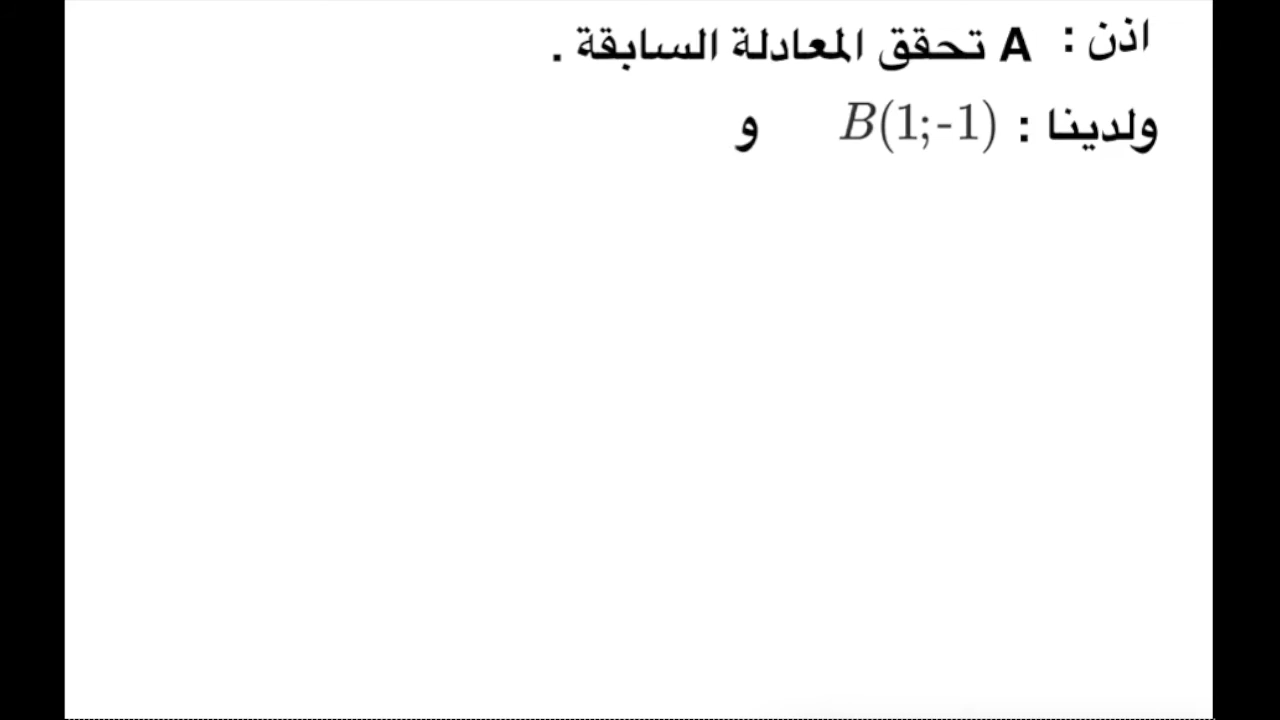 اذن : A تحقق المعادلة السابقة .
ولدينا : B(1;-1) و